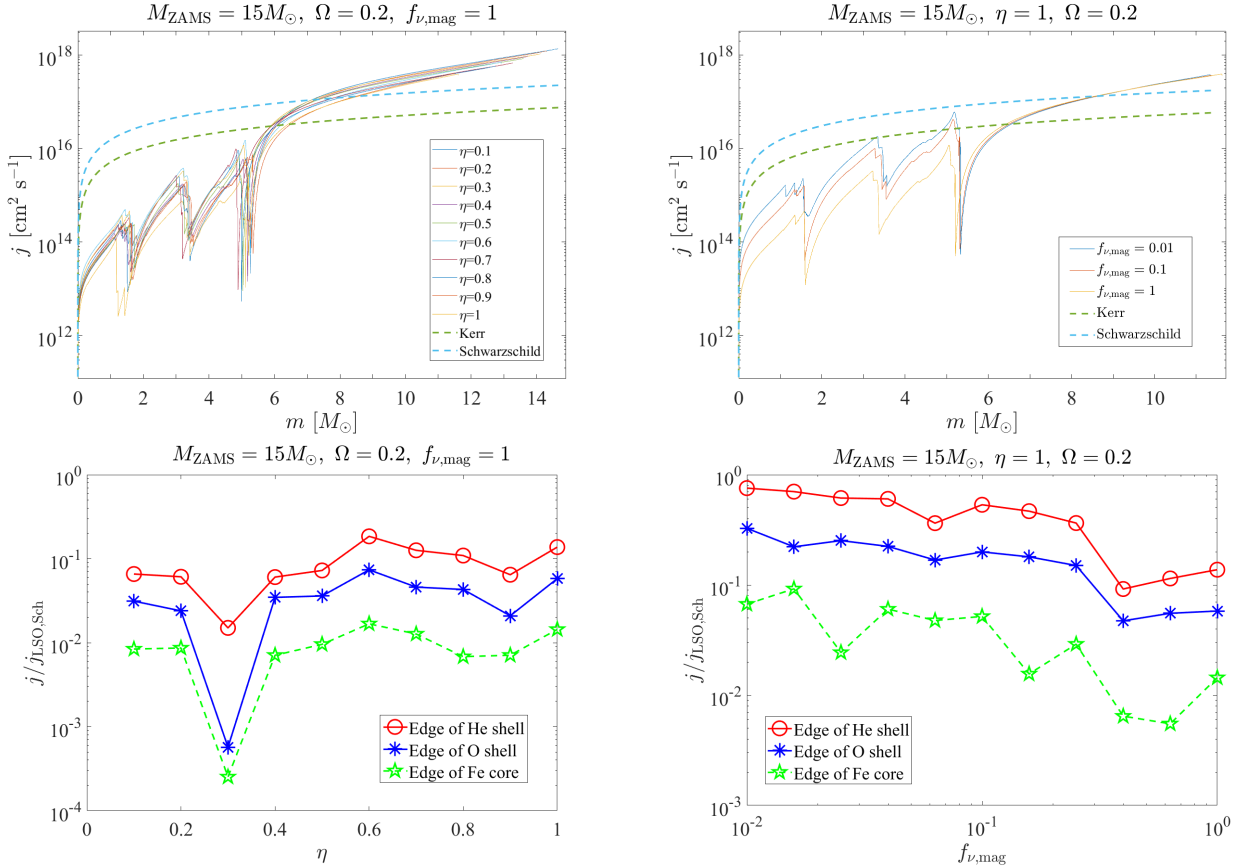 M_ZAMS = 15M_⊙, Ω = 0.2, f_ν,mag = 1
10^18
10^16
10^14
10^12
j [cm² s⁻¹]
η=0.1
η=0.2
η=0.3
η=0.4
η=0.5
η=0.6
η=0.7
η=0.8
η=0.9
η=1
Kerr
Schwarzschild
0 2 4 6 8 10 12 14
m [M_⊙]
M_ZAMS = 15M_⊙, η = 1, Ω = 0.2
10^18
10^16
10^14
10^12
j [cm² s⁻¹]
f_ν,mag = 0.01
f_ν,mag = 0.1
f_ν,mag = 1
Kerr
Schwarzschild
0 2 4 6 8 10
m [M_⊙]
M_ZAMS = 15M_⊙, Ω = 0.2, f_ν,mag = 1
10^0
10^-1
10^-2
10^-3
10^-4
j/j_LSO,Sch
Edge of He shell
Edge of O shell
Edge of Fe core
0 0.2 0.4 0.6 0.8 1
η
M_ZAMS = 15M_⊙, η = 1, Ω = 0.2
10^0
10^-1
10^-2
10^-3
j/j_LSO,Sch
Edge of He shell
Edge of O shell
Edge of Fe core
10^-2 10^-1 10^0
f_ν,mag